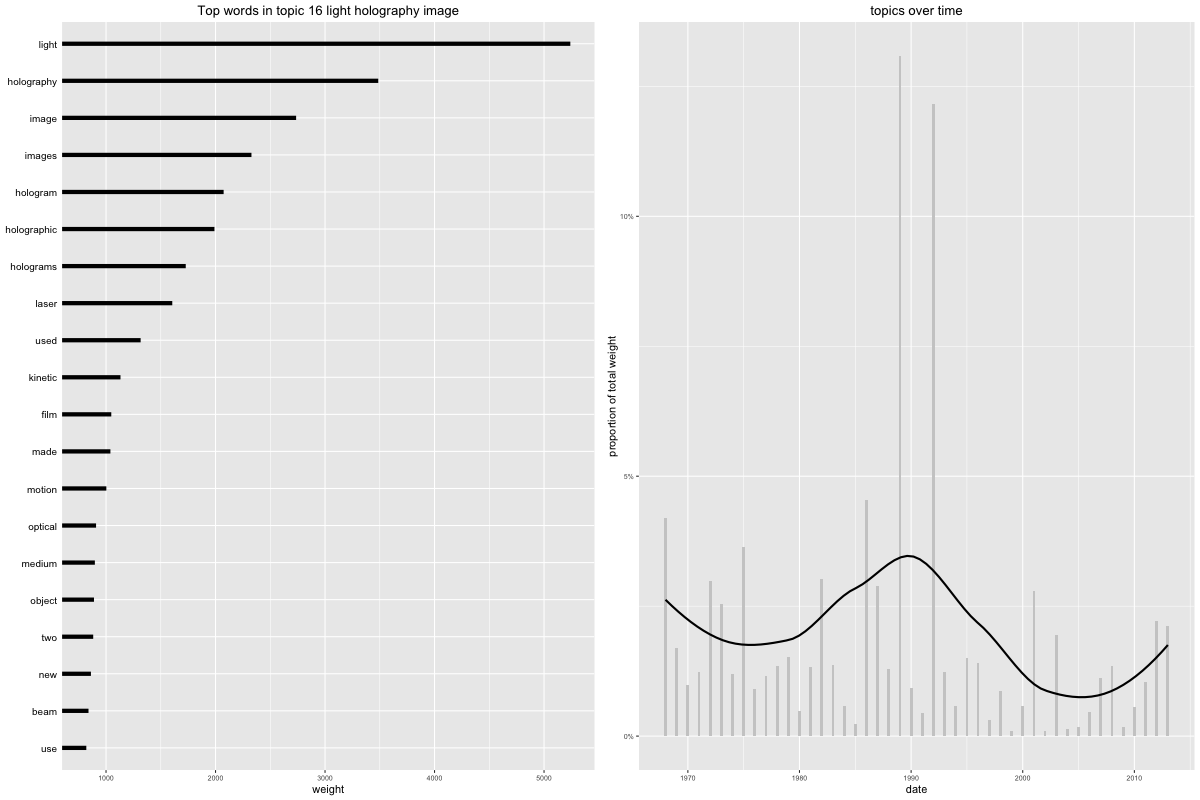 Top words in topic 16 light holography image
light
holography
image
images
hologram
holographic
holograms
laser
used
kinetic
film
made
motion
optical
medium
object
two
new
beam
use
1000 2000 3000 4000 5000
weight
topics over time
proportion of total weight
10%
5%
0%
1970 1980 1990 2000 2010
date